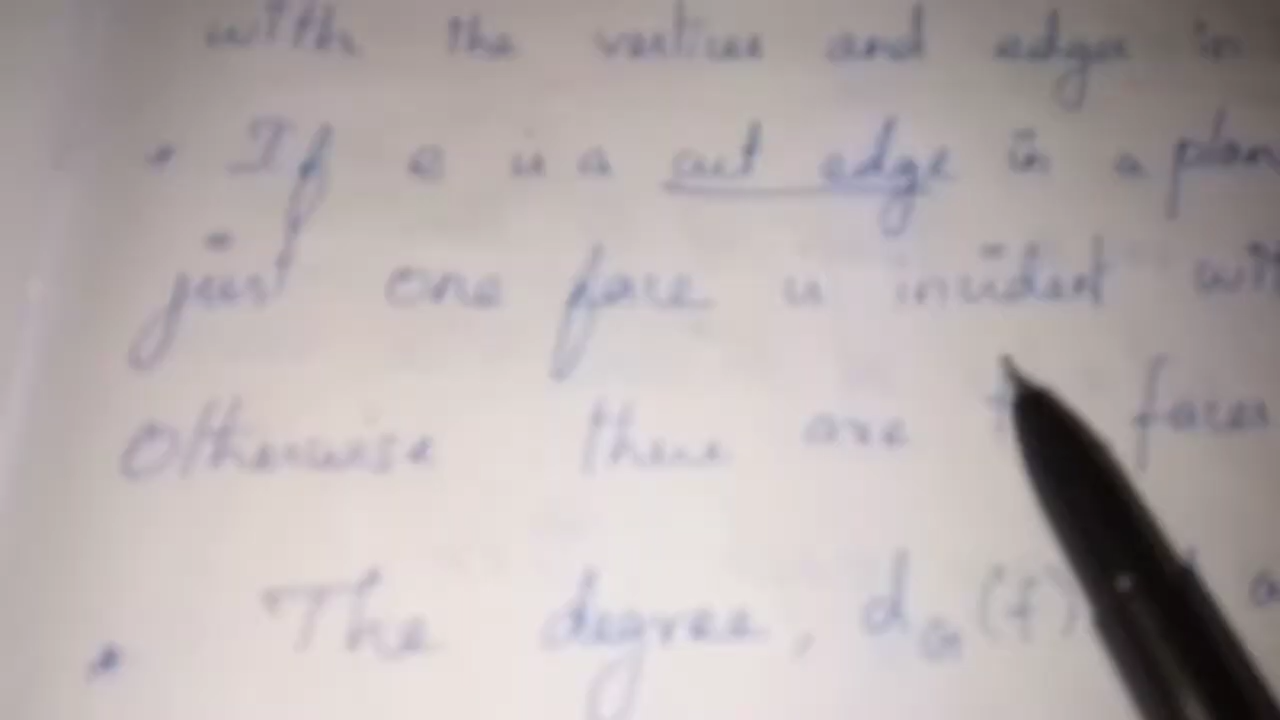 with the vertices and edges in
• If e is a cut edge in a plan
just one face is incident wit
Otherwise there are faces
• The degree, dG(f)